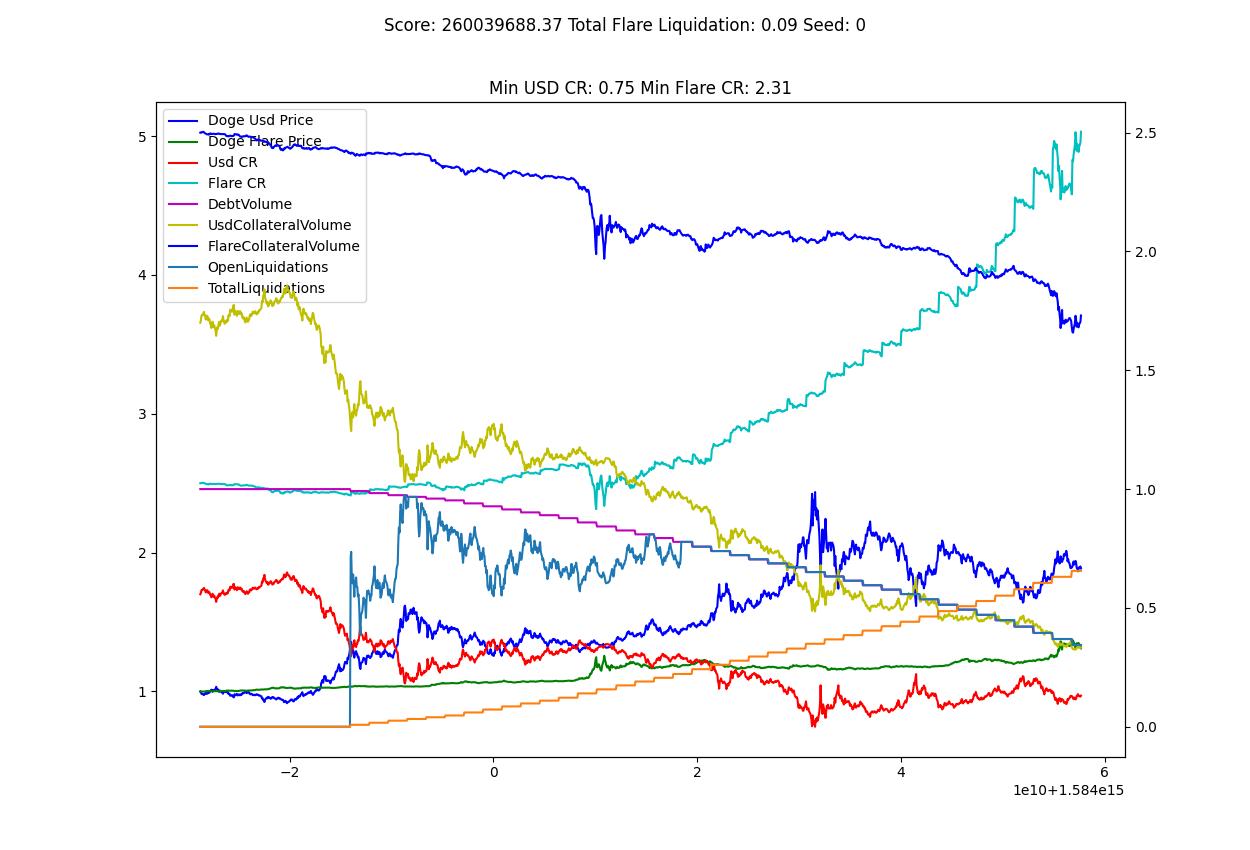 Score: 260039688.37 Total Flare Liquidation: 0.09 Seed: 0
Min USD CR: 0.75 Min Flare CR: 2.31
Doge Usd Price
Doge Flare Price
Usd CR
Flare CR
DebtVolume
UsdCollateralVolume
FlareCollateralVolume
OpenLiquidations
TotalLiquidations
5
4
3
2
1
2.5
2.0
1.5
1.0
0.5
0.0
−2
0
2
4
6
1e10+1.584e15